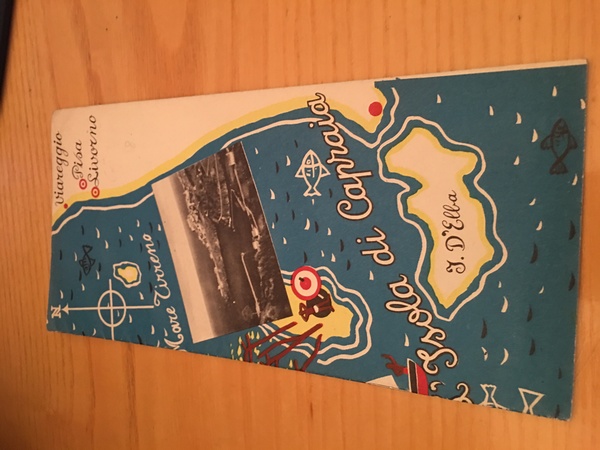 Viareggio
Pisa
Livorno
N
Mare Tirreno
Isola di Capraia
I. D'Elba